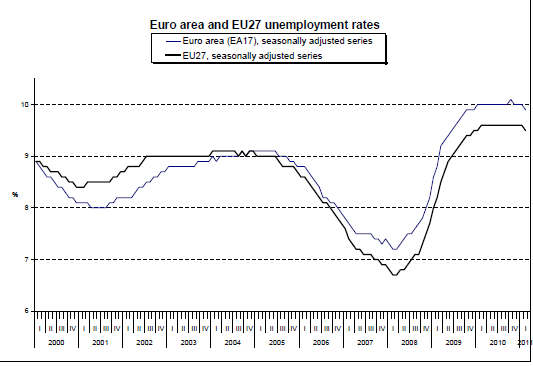 Euro area and EU27 unemployment rates
Euro area (EA17), seasonally adjusted series
EU27, seasonally adjusted series
10
9
%
8
7
6
I II III IV I II III IV I II III IV I II III IV I II III IV I II III IV I II III IV I II III IV I II III IV I II III IV I II III IV I
2000 2001 2002 2003 2004 2005 2006 2007 2008 2009 2010 2011